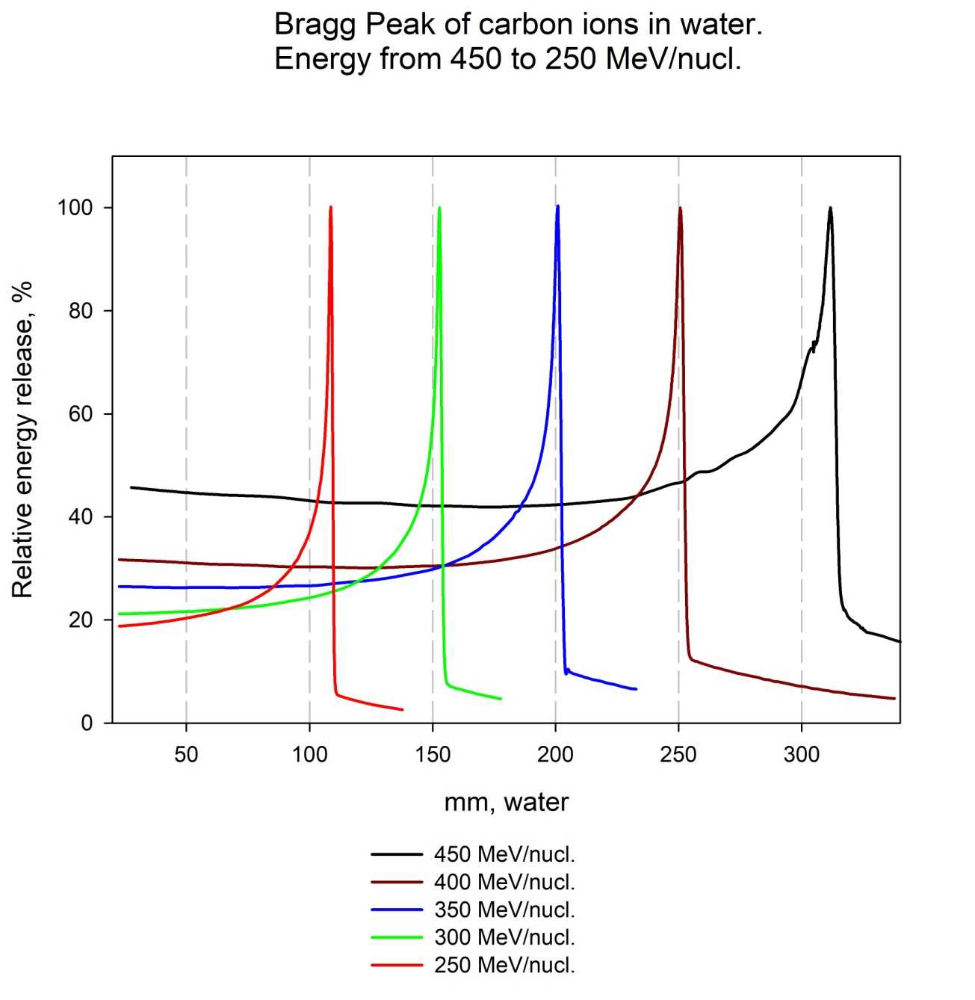 Bragg Peak of carbon ions in water.
Energy from 450 to 250 MeV/nucl.
Relative energy release, %
100
80
60
40
20
0
50 100 150 200 250 300
mm, water
450 MeV/nucl.
400 MeV/nucl.
350 MeV/nucl.
300 MeV/nucl.
250 MeV/nucl.